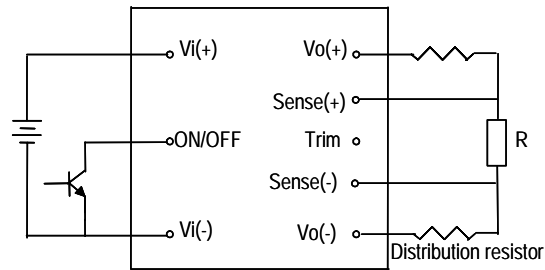 Vi(+) Vo(+)
Sense(+)
ON/OFF Trim R
Sense(-)
Vi(-) Vo(-)
Distribution resistor